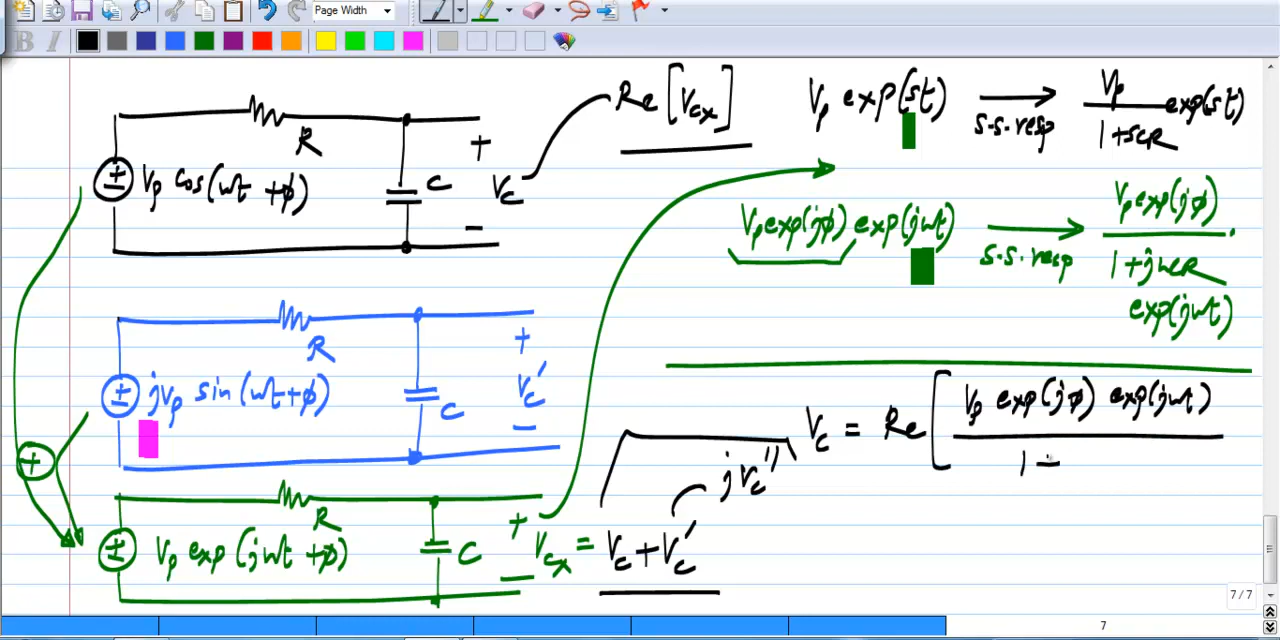 Page Width
B I
R
Vp cos(ωt + ϕ)
C
+
Vc
−
Re[Vcx]
Vp exp(st) s.s.resp Vp / 1+sCR exp(st)
Vp exp(jϕ) exp(jωt) s.s.resp Vp exp(jϕ) / 1+jωCR · exp(jωt)
R
jVp sin(ωt+ϕ)
C
+
Vc′
−
Vc = Re[ Vp exp(jϕ) exp(jωt) / 1 +
jVc″
+
R
Vp exp(jωt + ϕ)
C
+
Vcx = Vc + Vc′
−
7 / 7
7